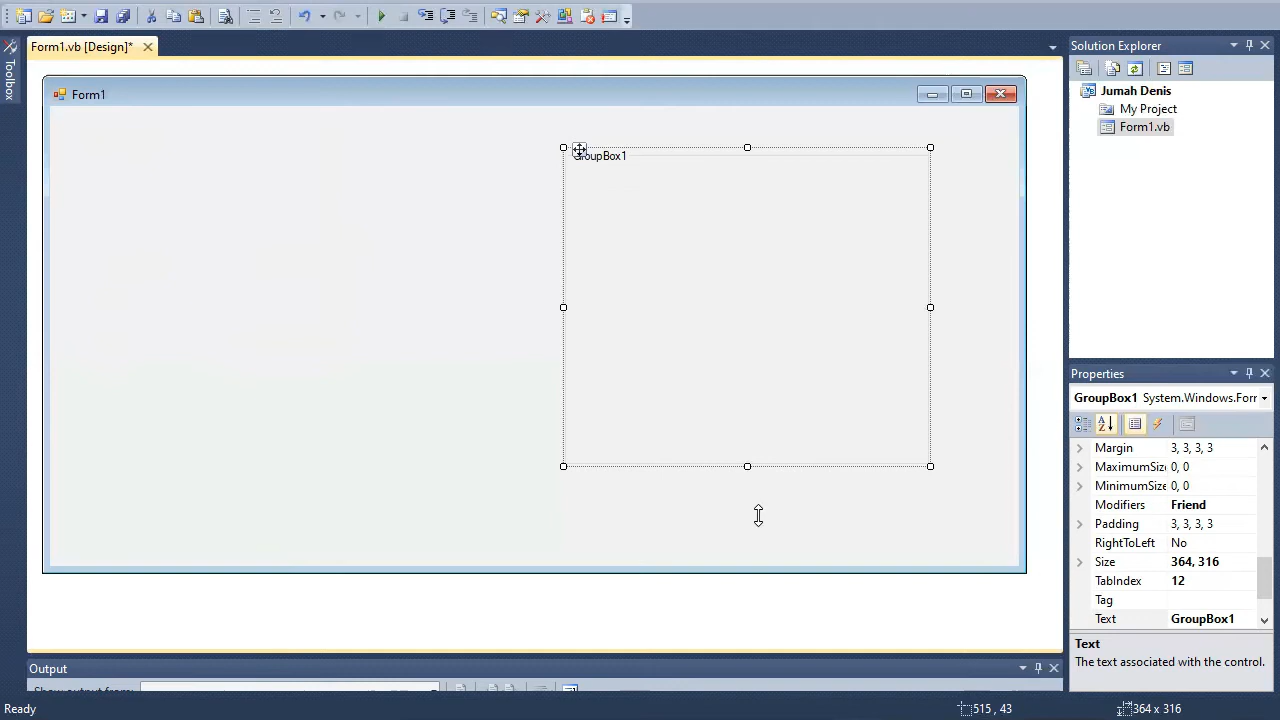 Form1.vb [Design]*
Toolbox
Form1
GroupBox1
Solution Explorer
Jumah Denis
My Project
Form1.vb
Properties
GroupBox1 System.Windows.Forr
Margin 3, 3, 3, 3
MaximumSiz 0, 0
MinimumSize 0, 0
Modifiers Friend
Padding 3, 3, 3, 3
RightToLeft No
Size 364, 316
TabIndex 12
Tag
Text GroupBox1
Text
The text associated with the control.
Output
Show output from:
Ready
515 , 43
364 x 316